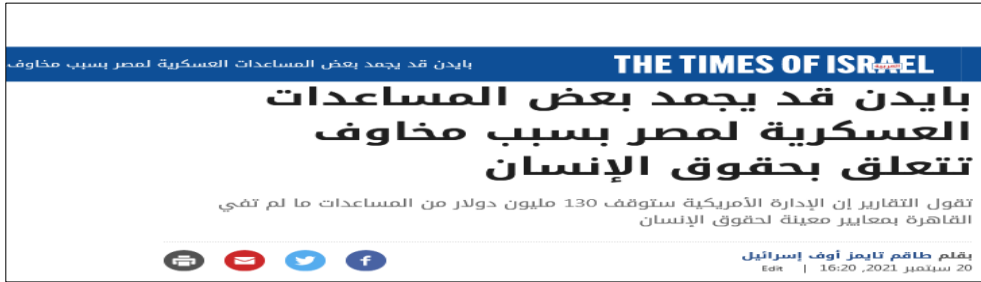 THE TIMES OF ISRAEL
العربية
بايدن قد يجمد بعض المساعدات العسكرية لمصر بسبب مخاوف
بايدن قد يجمد بعض المساعدات
العسكرية لمصر بسبب مخاوف
تتعلق بحقوق الإنسان
تقول التقارير إن الإدارة الأمريكية ستوقف 130 مليون دولار من المساعدات ما لم تفي
القاهرة بمعايير معينة لحقوق الإنسان
بقلم طاقم تايمز أوف إسرائيل
20 سبتمبر 2021, 16:20 | Edit